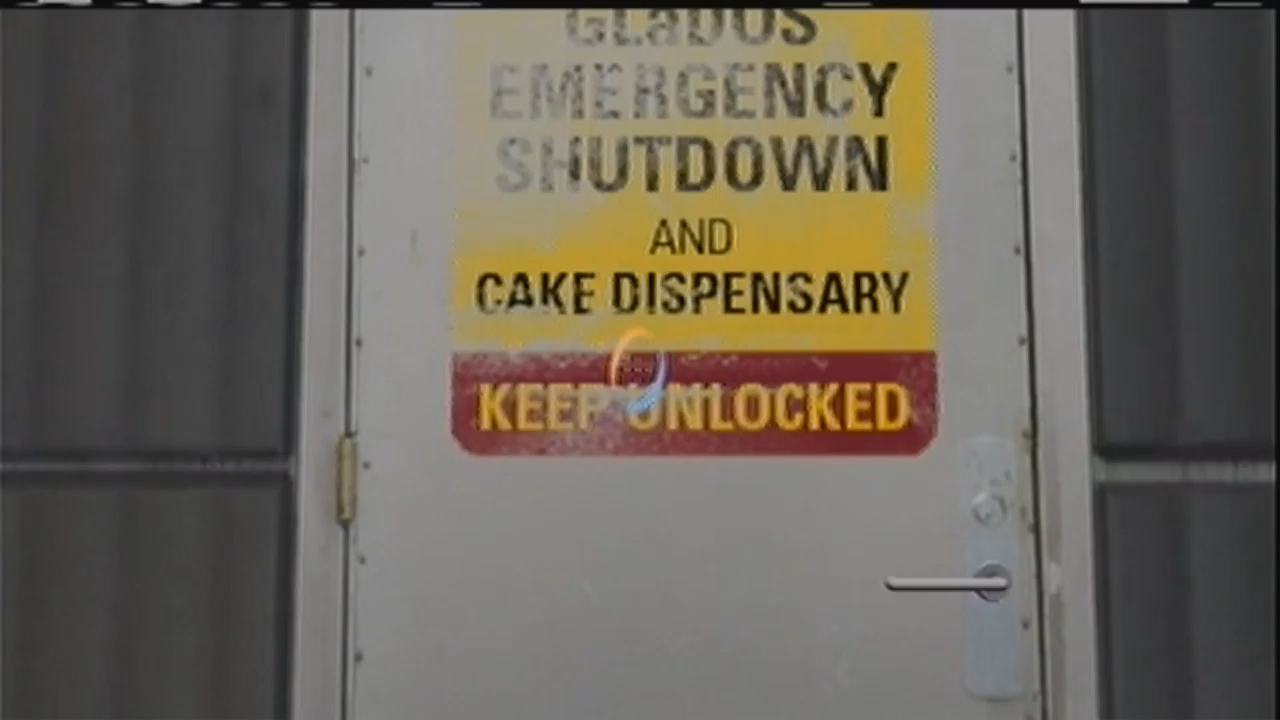 GLaDOS
EMERGENCY
SHUTDOWN
AND
CAKE DISPENSARY
KEEP UNLOCKED